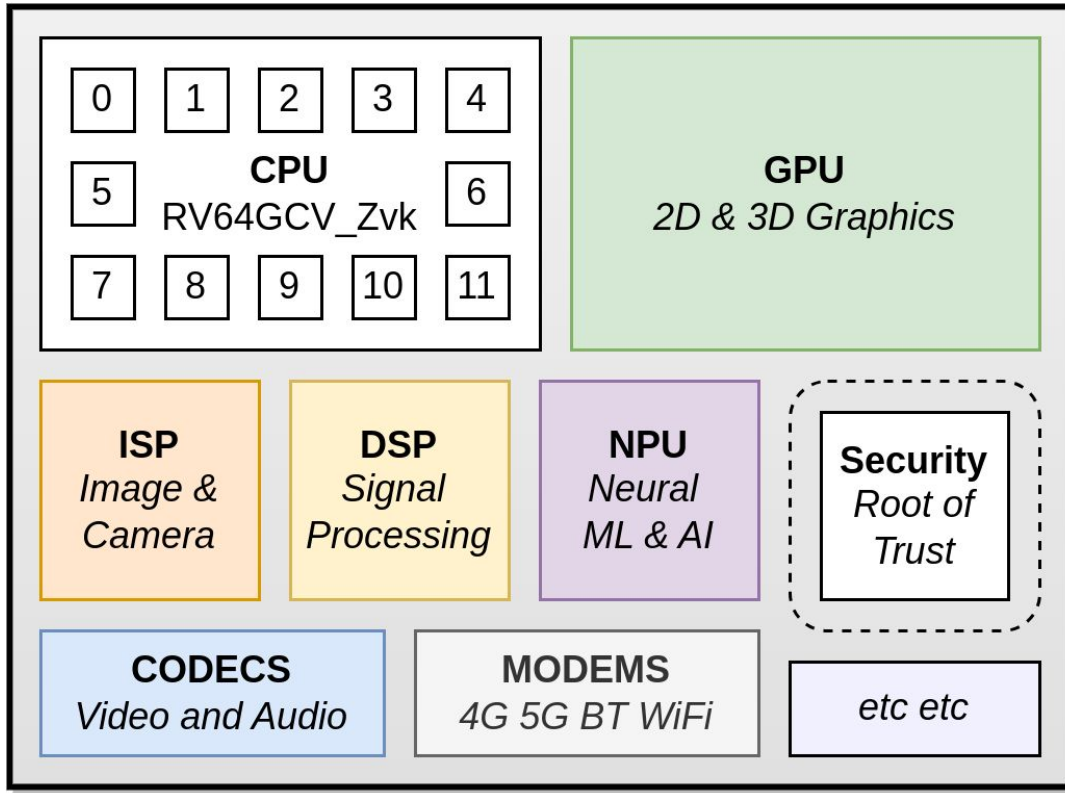 0
1
2
3
4
5
CPU
6
RV64GCV_Zvk
7
8
9
10
11
GPU
2D & 3D Graphics
ISP
Image &
Camera
DSP
Signal
Processing
NPU
Neural
ML & AI
Security
Root of
Trust
CODECS
Video and Audio
MODEMS
4G 5G BT WiFi
etc etc